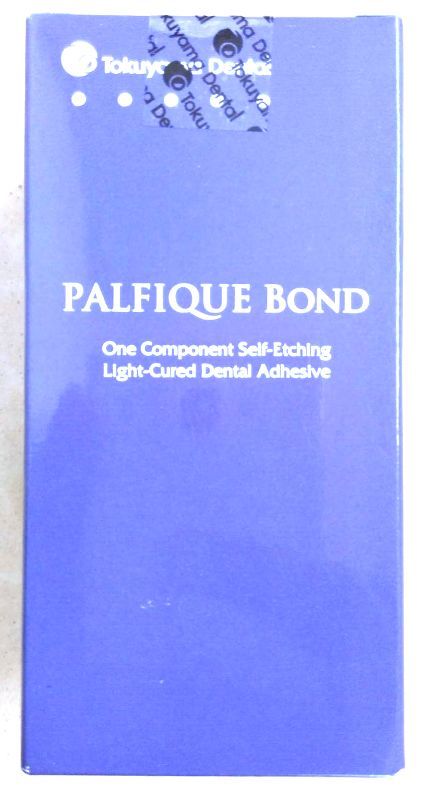 Tokuyama Dental
PALFIQUE BOND
One Component Self-Etching
Light-Cured Dental Adhesive